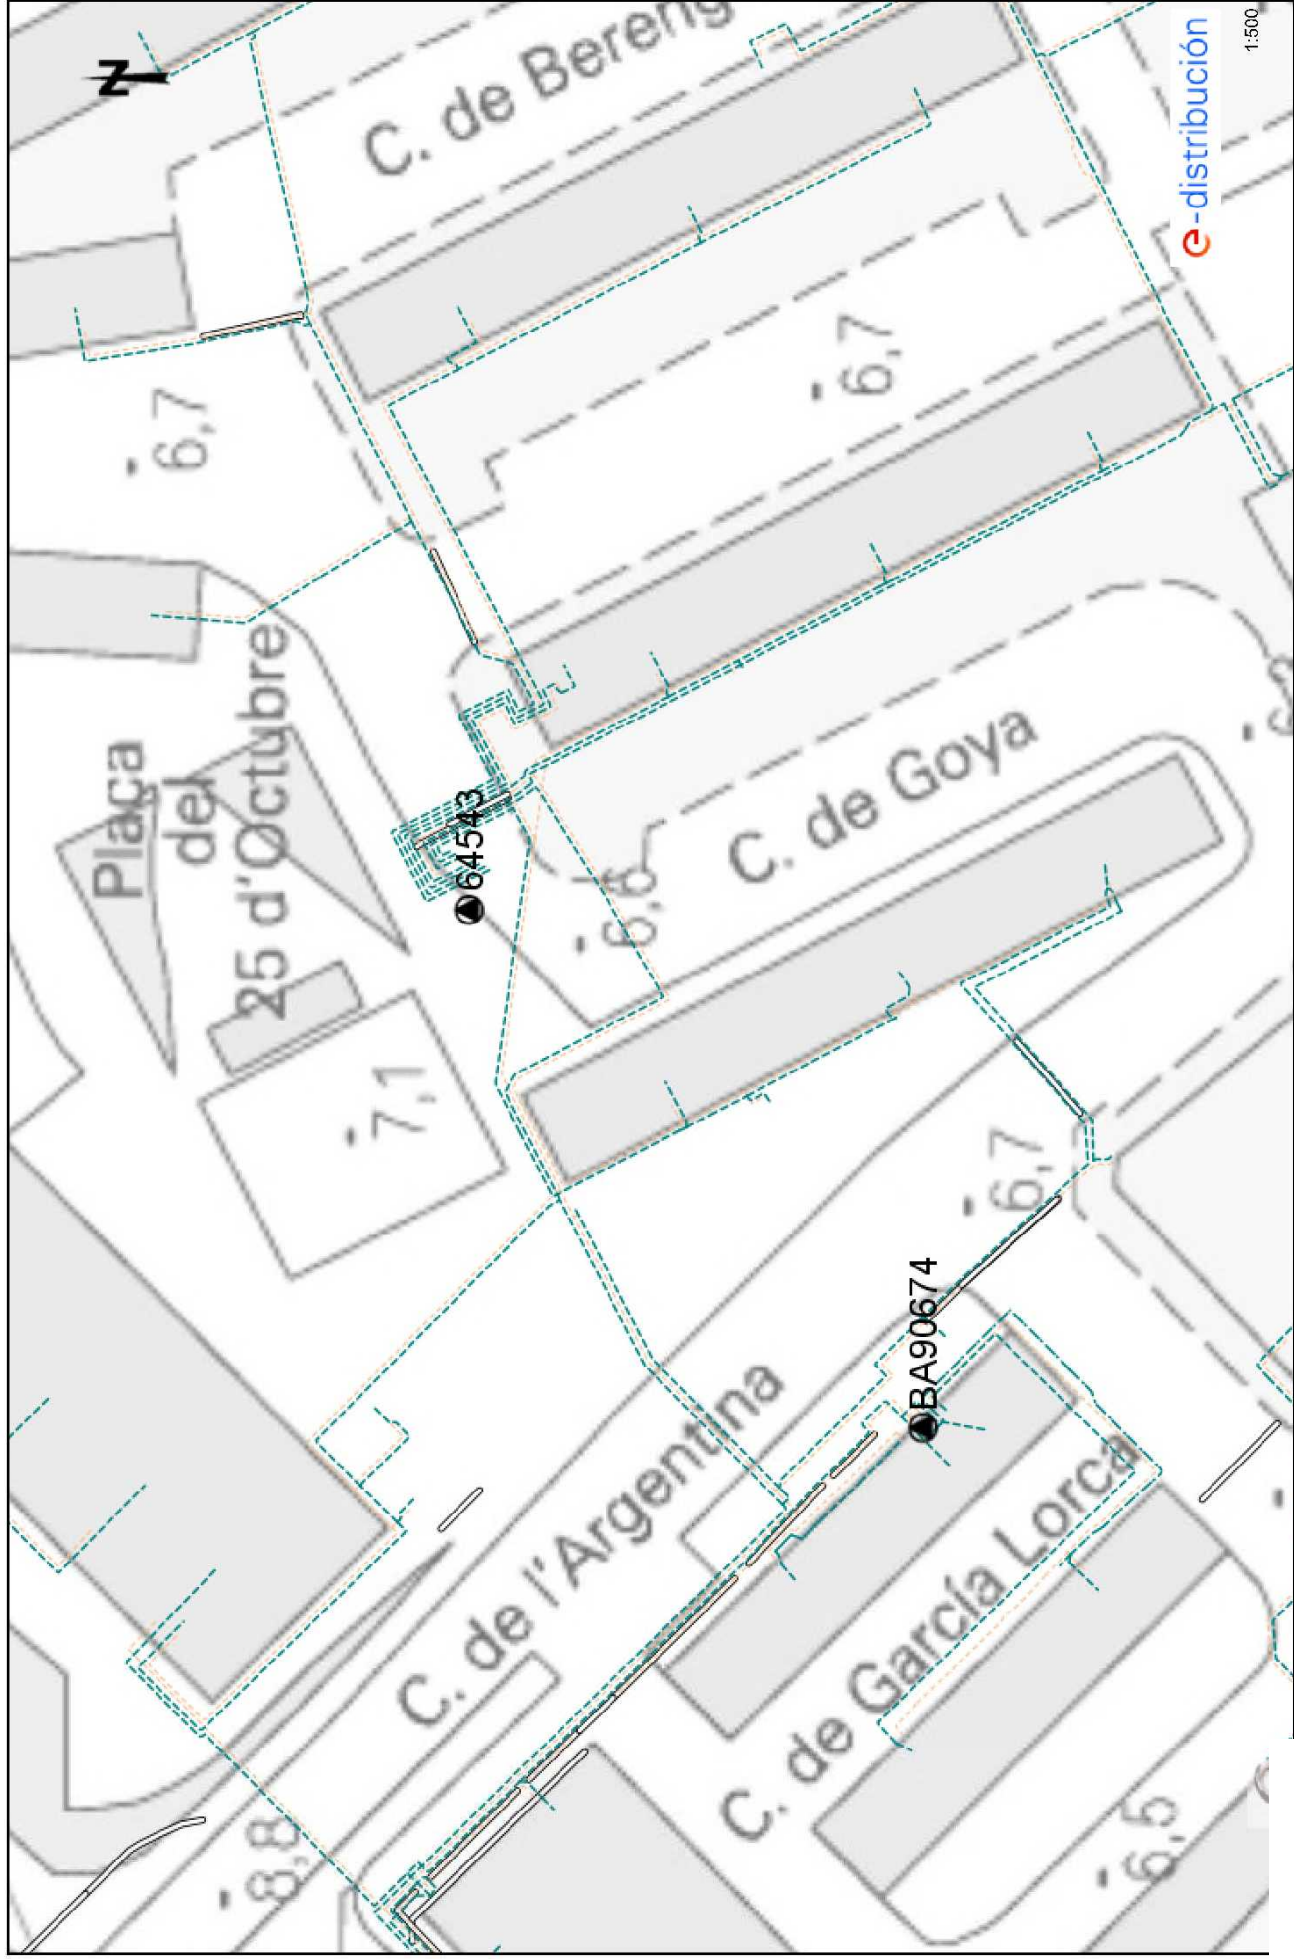 N
C. de Bereng
6,7
Plaça
del
25 d'Octubre
64543
6,7
6,6
C. de Goya
7,1
6,7
BA90674
C. de l'Argentina
C. de García Lorca
8,8
6,5
e-distribución
1:500